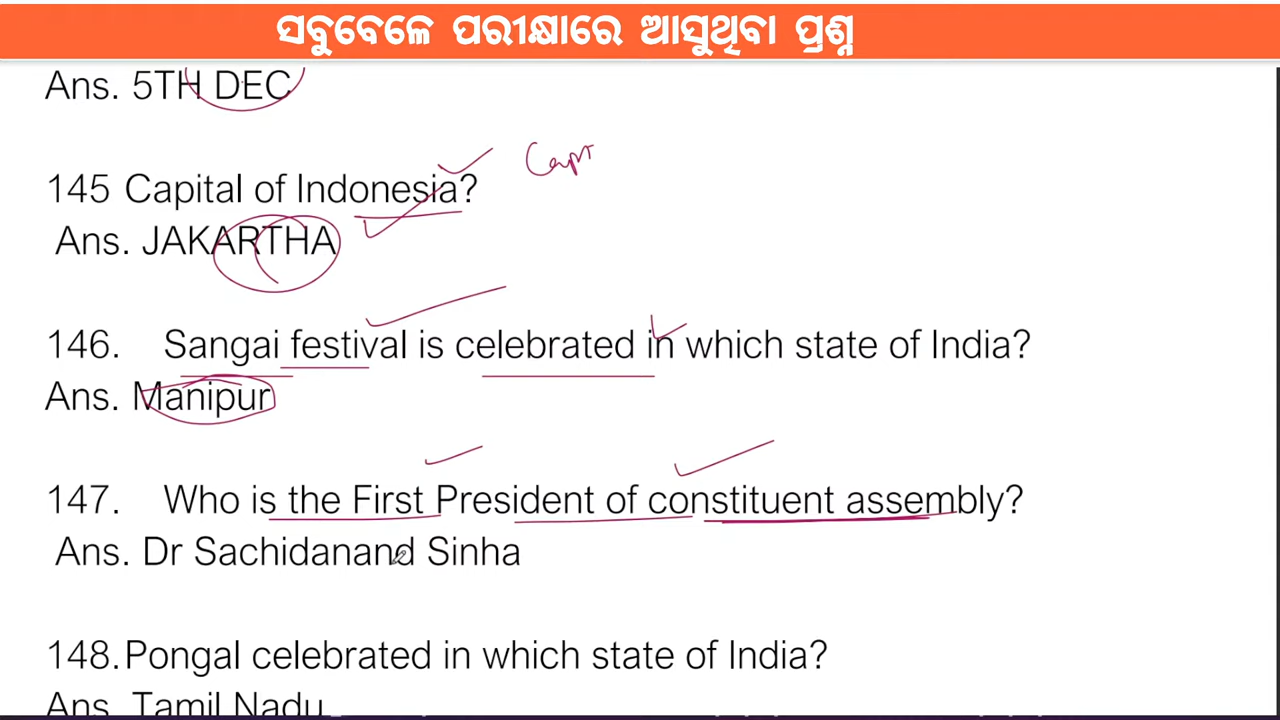 ସବୁବେଳେ ପରୀକ୍ଷାରେ ଆସୁଥିବା ପ୍ରଶ୍ନ
Ans. 5TH DEC
145 Capital of Indonesia? Capi
Ans. JAKARTHA
146. Sangai festival is celebrated in which state of India?
Ans. Manipur
147. Who is the First President of constituent assembly?
Ans. Dr Sachidanand Sinha
148.Pongal celebrated in which state of India?
Ans. Tamil Nadu